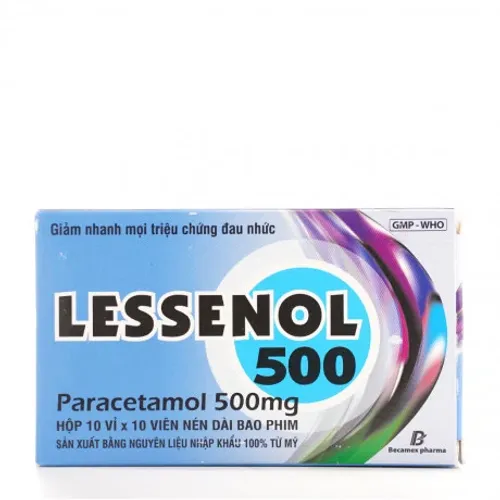 Giảm nhanh mọi triệu chứng đau nhức
GMP - WHO
LESSENOL
500
Paracetamol 500mg
HỘP 10 VỈ x 10 VIÊN NÉN DÀI BAO PHIM
SẢN XUẤT BẰNG NGUYÊN LIỆU NHẬP KHẨU 100% TỪ MỸ
Becamex pharma